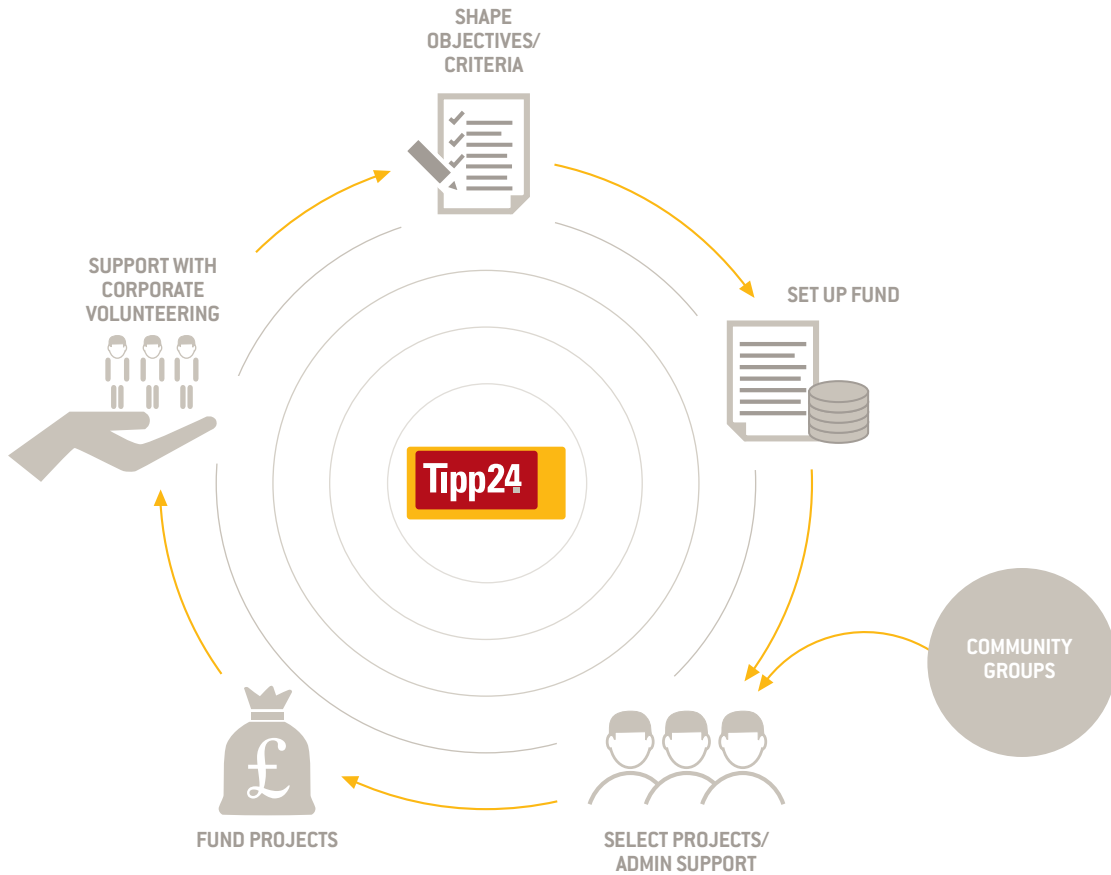 SHAPE
OBJECTIVES/
CRITERIA
SUPPORT WITH
CORPORATE
VOLUNTEERING
SET UP FUND
Tipp24
COMMUNITY
GROUPS
£
FUND PROJECTS
SELECT PROJECTS/
ADMIN SUPPORT